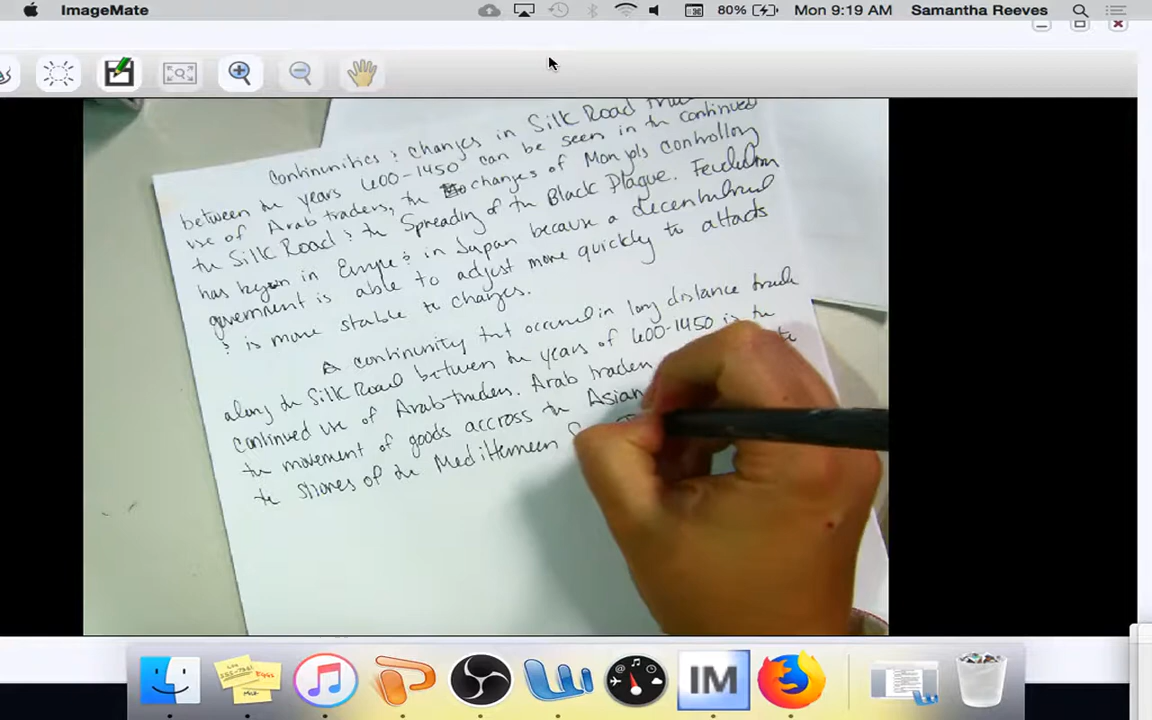 ImageMate
80%
Mon 9:19 AM
Samantha Reeves
Continuities & changes in Silk Road
between the years 600-1450 can be seen in the continued
use of Arab traders, the changes of Mongols controlling
the Silk Road & the Spreading of the Black Plague. Feudalism
has begun in Europe & in Japan because a decentralized
government is able to adjust more quickly to attacks
& is more stable to changes.
A continunity that occured in long distance trade
along the Silk Road between the years of 600-1450 is the
continued use of Arab traders. Arab traders
the movement of goods accross the Asian
the shores of the Mediterraneen
IM